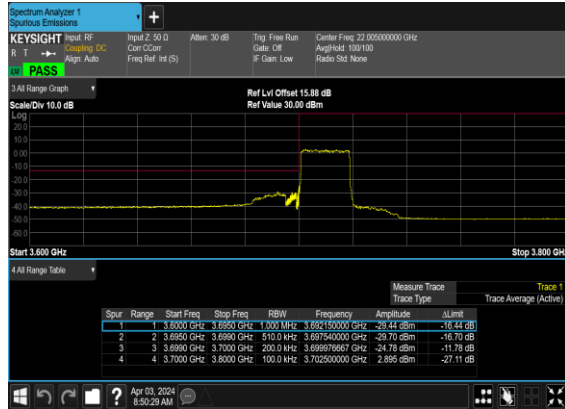 Spectrum Analyzer 1
Spurious Emissions
+
KEYSIGHT Input: RF Input Z: 50 Ω Atten: 30 dB Trig: Free Run Center Freq: 22.005000000 GHz
R T Coupling: DC Corr CCorr Gate: Off Avg|Hold: 100/100
Align: Auto Freq Ref: Int (S) IF Gain: Low Radio Std: None
PASS
3 All Range Graph
Ref Lvl Offset 15.88 dB
Scale/Div 10.0 dB Ref Value 30.00 dBm
Log
20.0
10.0
0.00
-10.0
-20.0
-30.0
-40.0
-50.0
-60.0
Start 3.600 GHz Stop 3.800 GHz
4 All Range Table
Measure Trace Trace 1
Trace Type Trace Average (Active)
Spur Range Start Freq Stop Freq RBW Frequency Amplitude ΔLimit
1 1 3.6000 GHz 3.6950 GHz 1.000 MHz 3.692150000 GHz -29.44 dBm -16.44 dB
2 2 3.6950 GHz 3.6990 GHz 510.0 kHz 3.697540000 GHz -29.70 dBm -16.70 dB
3 3 3.6990 GHz 3.7000 GHz 200.0 kHz 3.699976667 GHz -24.78 dBm -11.78 dB
4 4 3.7000 GHz 3.8000 GHz 100.0 kHz 3.702500000 GHz 2.895 dBm -27.11 dB
? Apr 03, 2024
8:50:29 AM